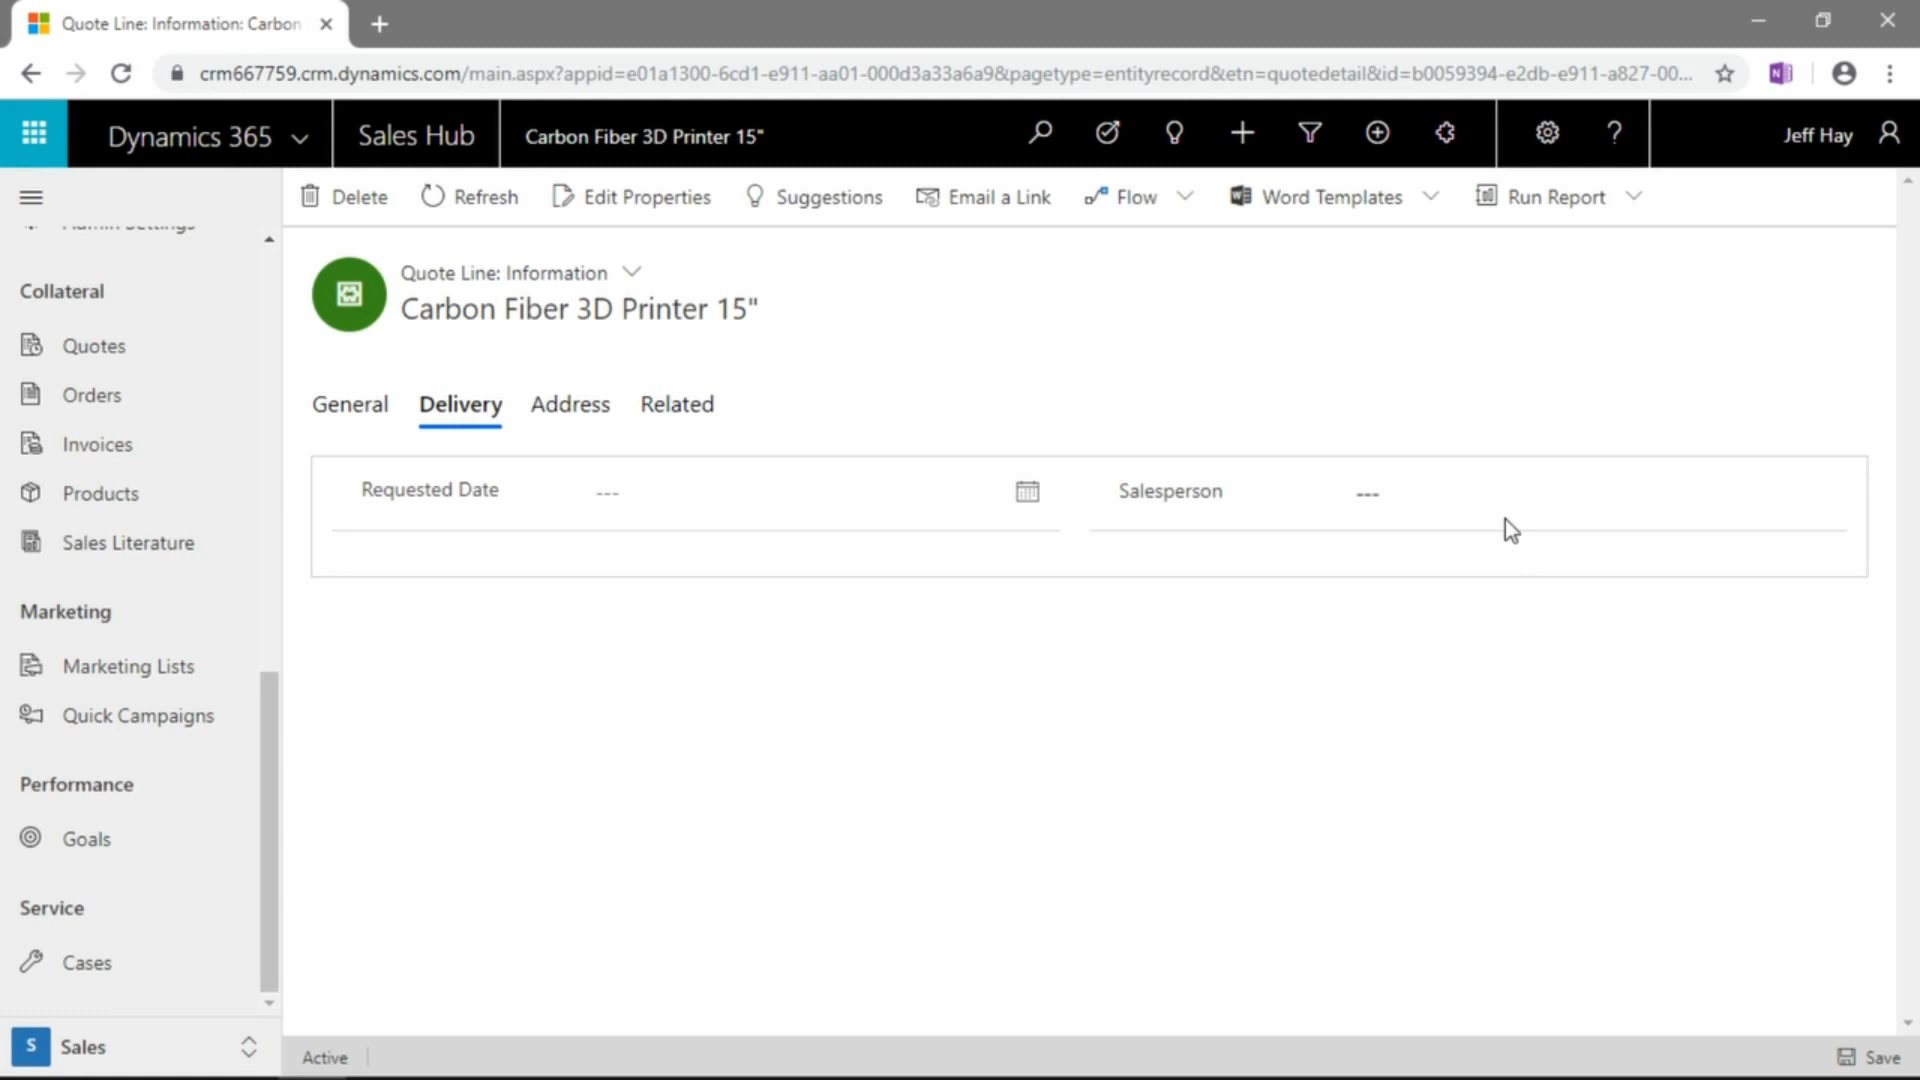 Quote Line: Information: Carbon
crm667759.crm.dynamics.com/main.aspx?appid=e01a1300-6cd1-e911-aa01-000d3a33a6a9&pagetype=entityrecord&etn=quotedetail&id=b0059394-e2db-e911-a827-00...
Dynamics 365
Sales Hub
Carbon Fiber 3D Printer 15"
Jeff Hay
Delete
Refresh
Edit Properties
Suggestions
Email a Link
Flow
Word Templates
Run Report
Admin Settings
Collateral
Quotes
Orders
Invoices
Products
Sales Literature
Marketing
Marketing Lists
Quick Campaigns
Performance
Goals
Service
Cases
S
Sales
Quote Line: Information
Carbon Fiber 3D Printer 15"
General
Delivery
Address
Related
Requested Date
---
Salesperson
---
Active
Save